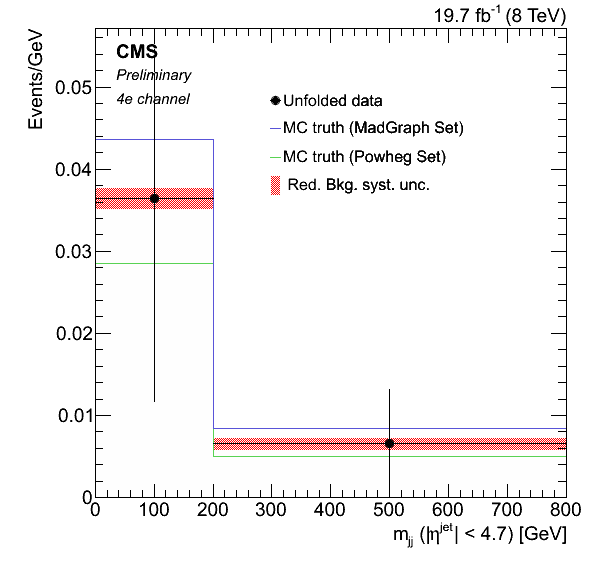 19.7 fb⁻¹ (8 TeV)
Events/GeV
CMS
Preliminary
4e channel
Unfolded data
MC truth (MadGraph Set)
MC truth (Powheg Set)
Red. Bkg. syst. unc.
0.05
0.04
0.03
0.02
0.01
0
0 100 200 300 400 500 600 700 800
m_jj (|η^jet| < 4.7) [GeV]